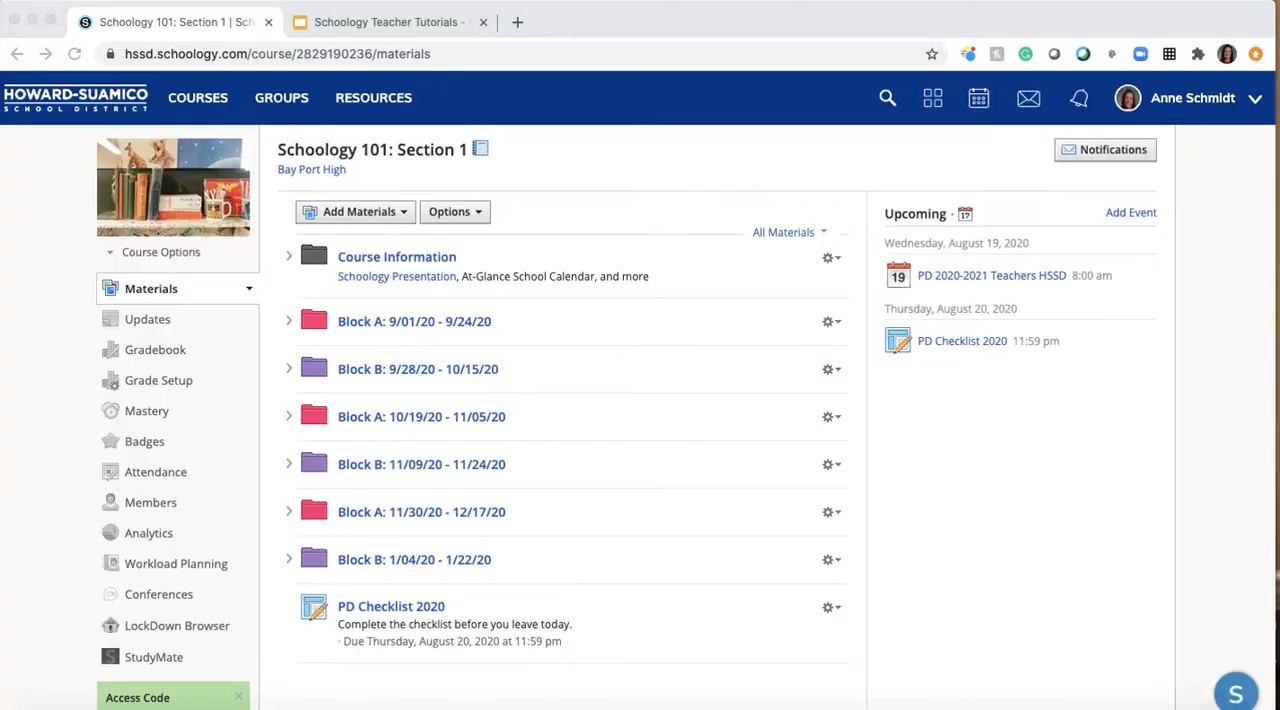 Schoology 101: Section 1 | Sch
Schoology Teacher Tutorials -
hssd.schoology.com/course/2829190236/materials
HOWARD-SUAMICO
SCHOOL DISTRICT
COURSES
GROUPS
RESOURCES
Anne Schmidt
Schoology 101: Section 1
Bay Port High
Notifications
Course Options
Materials
Updates
Gradebook
Grade Setup
Mastery
Badges
Attendance
Members
Analytics
Workload Planning
Conferences
LockDown Browser
StudyMate
Access Code
Add Materials
Options
All Materials
Course Information
Schoology Presentation, At-Glance School Calendar, and more
Block A: 9/01/20 - 9/24/20
Block B: 9/28/20 - 10/15/20
Block A: 10/19/20 - 11/05/20
Block B: 11/09/20 - 11/24/20
Block A: 11/30/20 - 12/17/20
Block B: 1/04/20 - 1/22/20
PD Checklist 2020
Complete the checklist before you leave today.
· Due Thursday, August 20, 2020 at 11:59 pm
Upcoming ·
17
Add Event
Wednesday, August 19, 2020
19
PD 2020-2021 Teachers HSSD 8:00 am
Thursday, August 20, 2020
PD Checklist 2020 11:59 pm
S